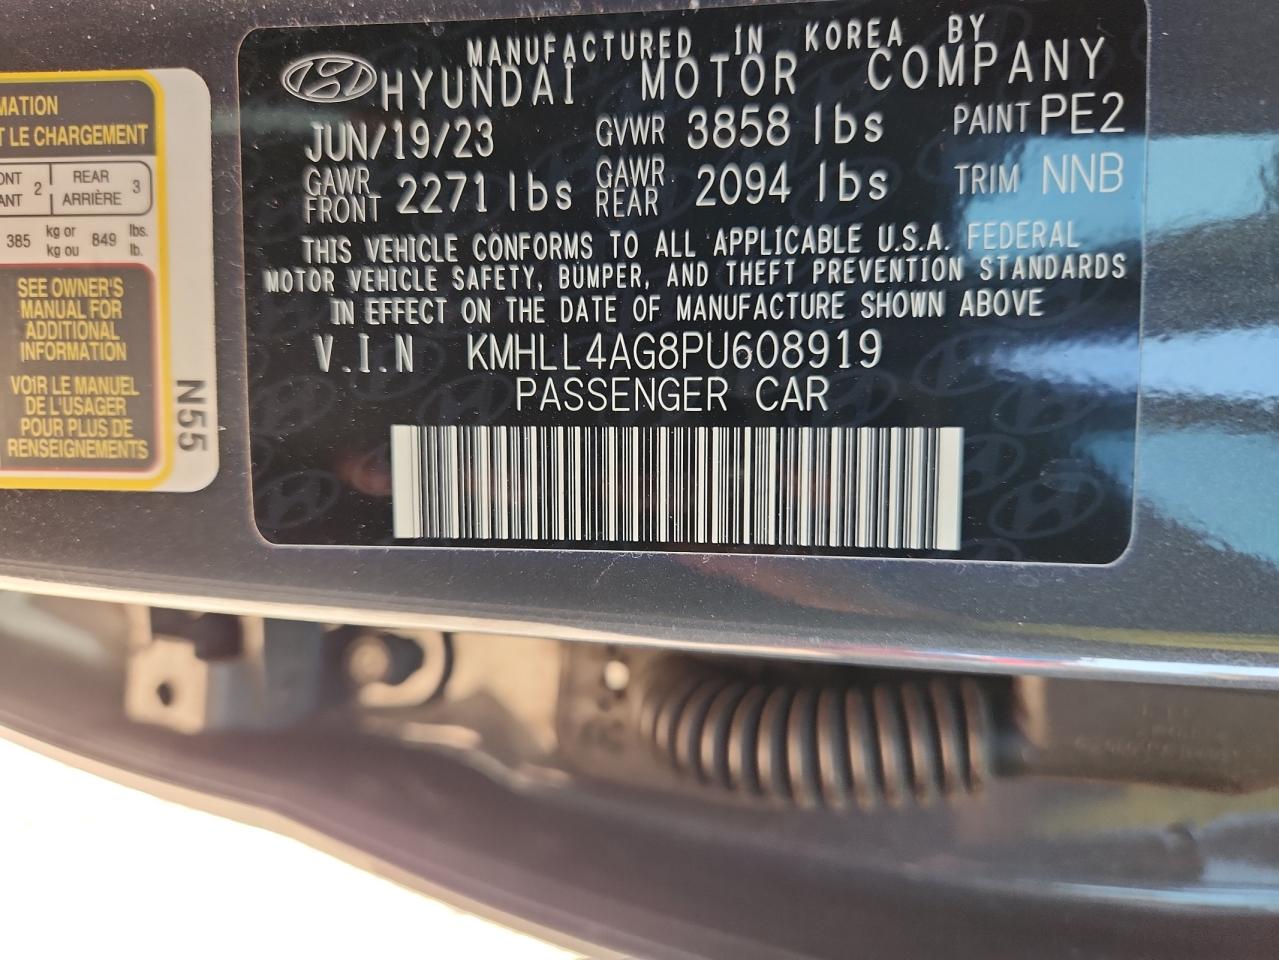 MATION
T LE CHARGEMENT
ONT 2 REAR 3
ANT ARRIÈRE
385 kg or 849 lbs.
kg ou lb.
SEE OWNER'S
MANUAL FOR
ADDITIONAL
INFORMATION
VOIR LE MANUEL
DE L'USAGER
POUR PLUS DE
RENSEIGNEMENTS
N55
MANUFACTURED IN KOREA BY
HYUNDAI MOTOR COMPANY
JUN/19/23 GVWR 3858 lbs PAINT PE2
GAWR FRONT 2271 lbs GAWR REAR 2094 lbs TRIM NNB
THIS VEHICLE CONFORMS TO ALL APPLICABLE U.S.A. FEDERAL
MOTOR VEHICLE SAFETY, BUMPER, AND THEFT PREVENTION STANDARDS
IN EFFECT ON THE DATE OF MANUFACTURE SHOWN ABOVE
V.I.N KMHLL4AG8PU608919
PASSENGER CAR